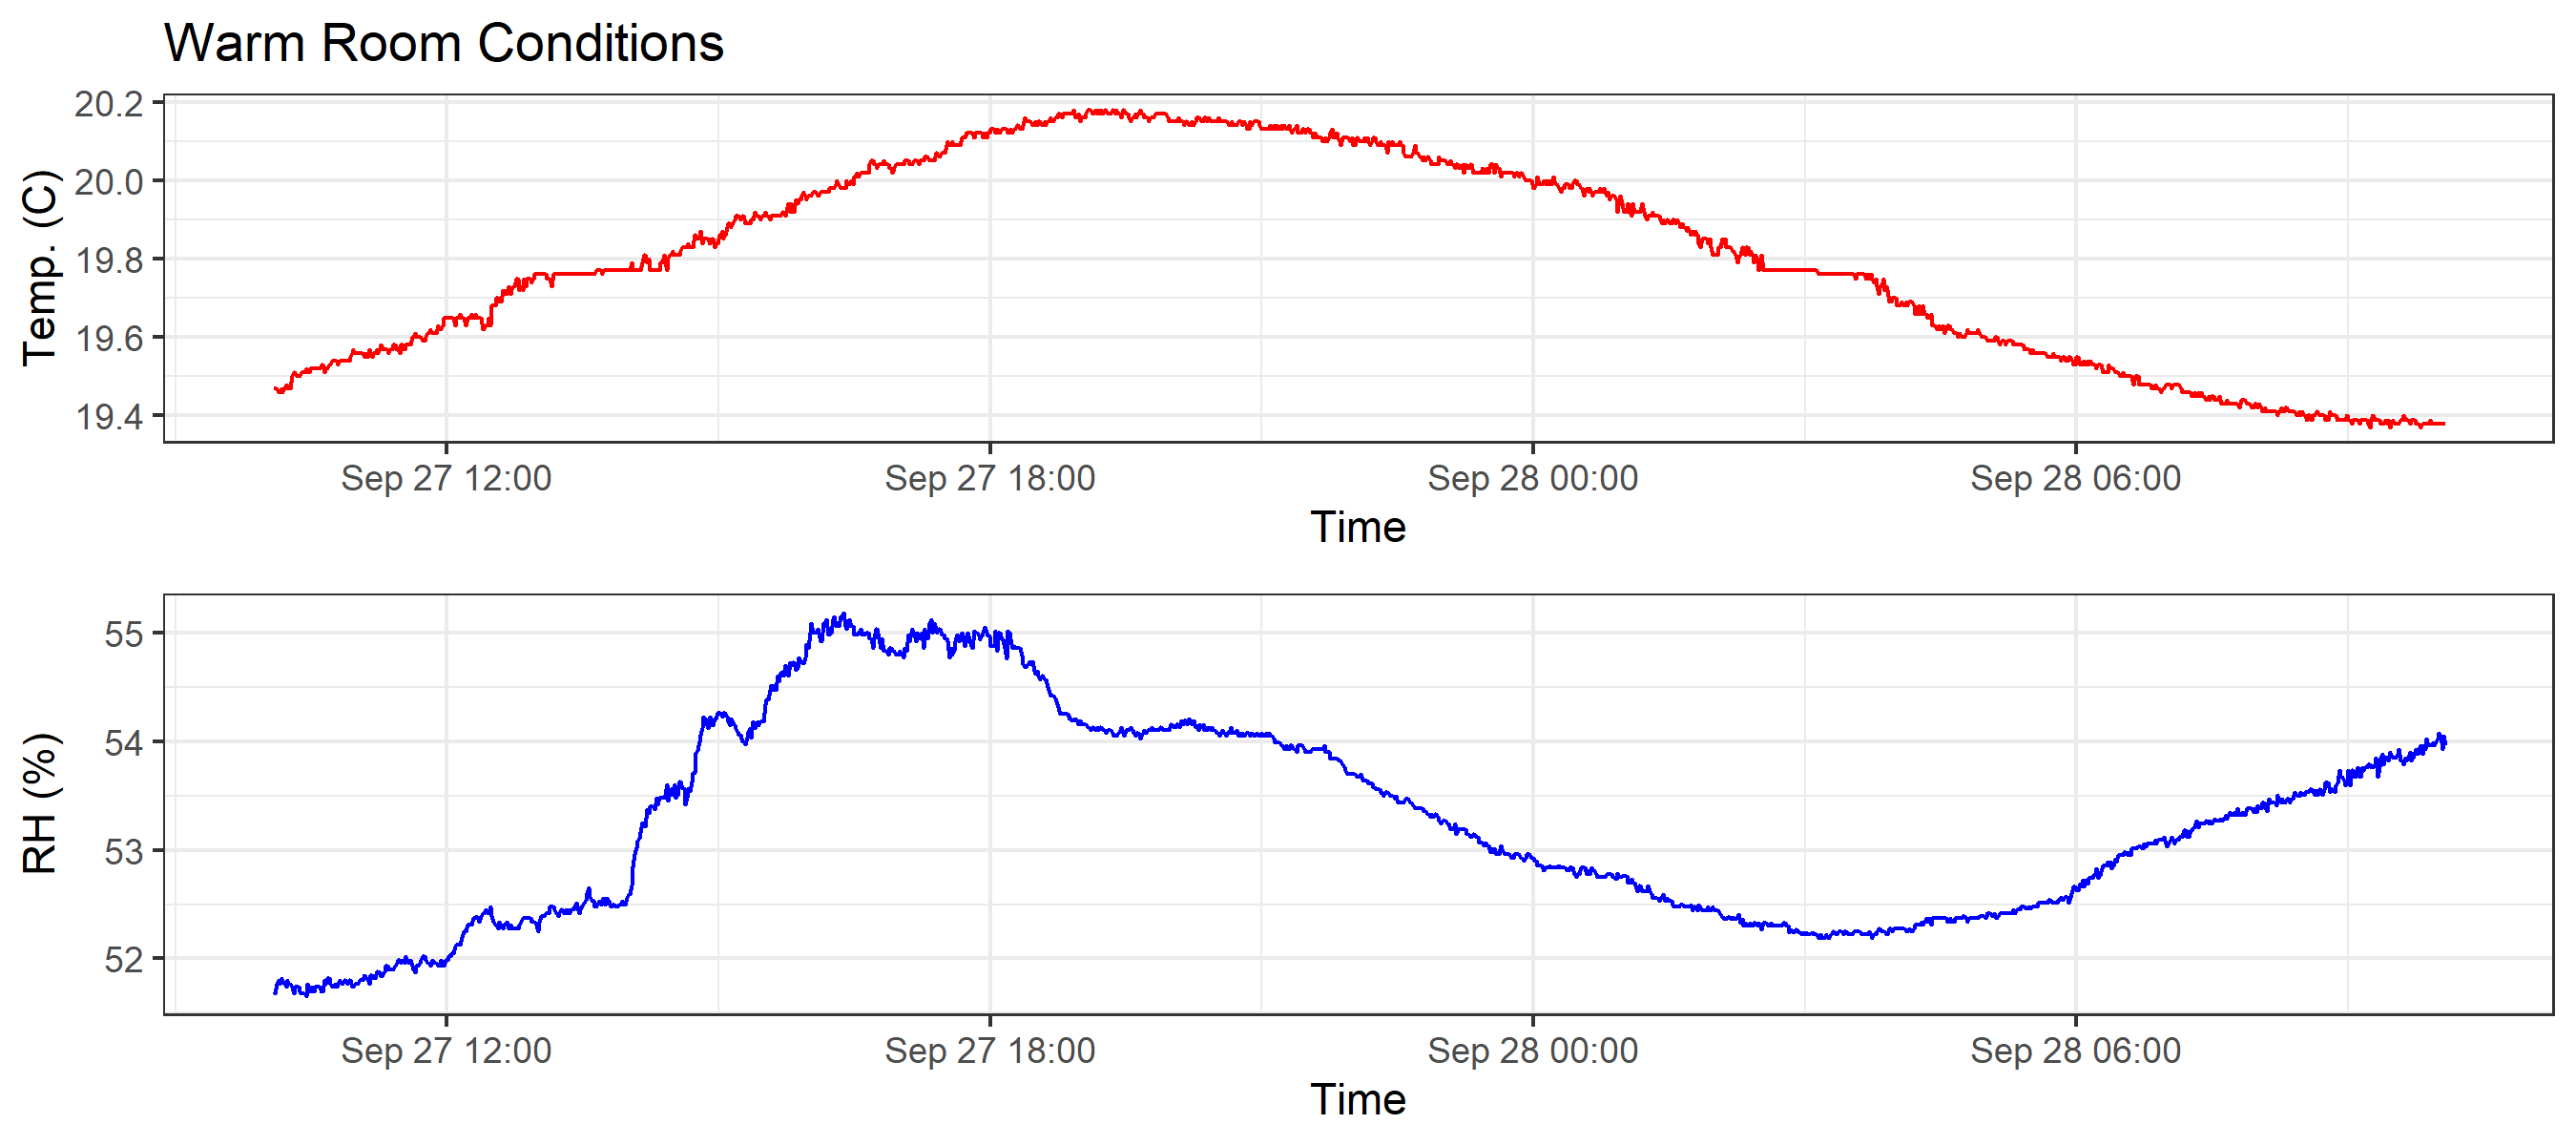 Warm Room Conditions
Temp. (C)
20.2
20.0
19.8
19.6
19.4
Sep 27 12:00 Sep 27 18:00 Sep 28 00:00 Sep 28 06:00
Time
RH (%)
55
54
53
52
Sep 27 12:00 Sep 27 18:00 Sep 28 00:00 Sep 28 06:00
Time